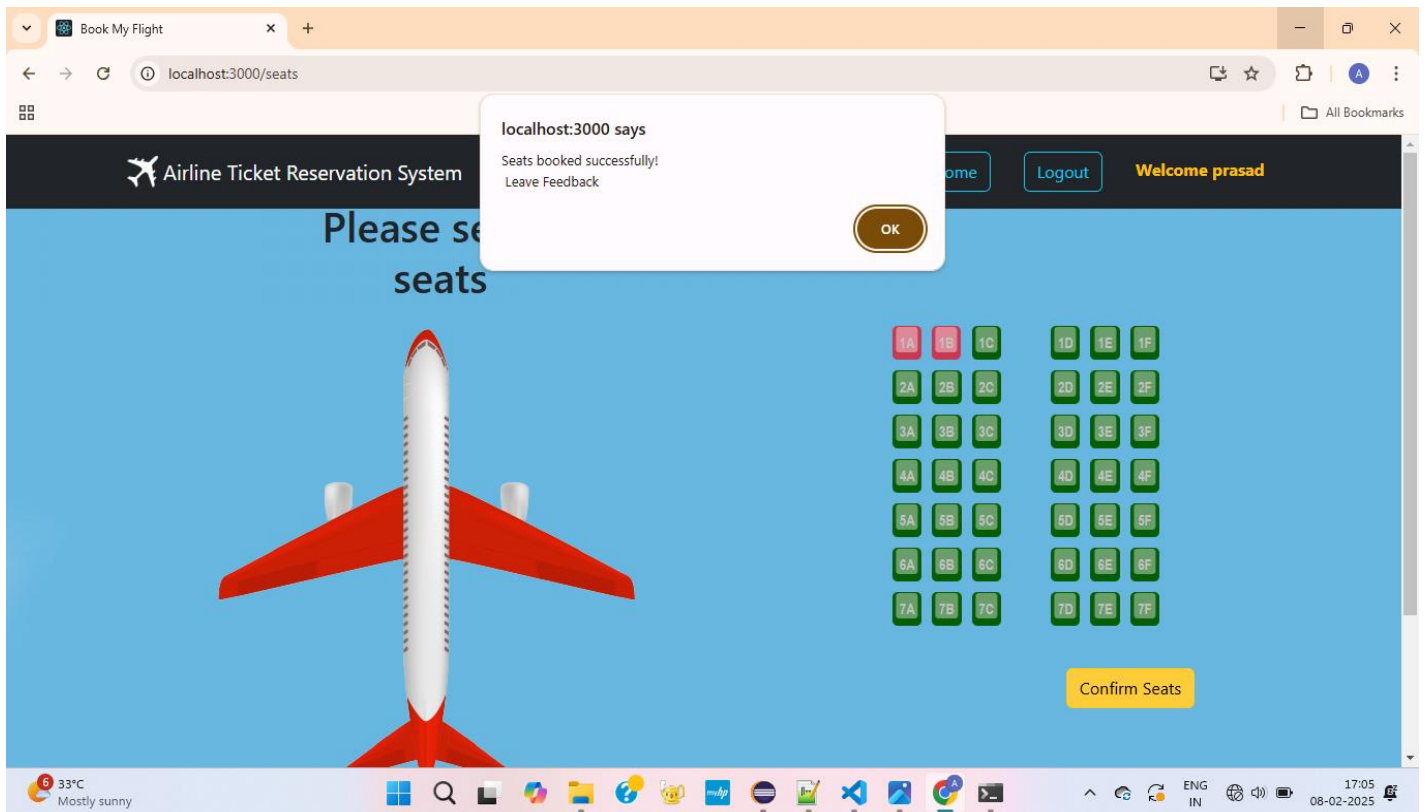 Book My Flight
localhost:3000/seats
All Bookmarks
localhost:3000 says
Seats booked successfully!
Leave Feedback
OK
Airline Ticket Reservation System
ome
Logout
Welcome prasad
Please se
seats
1A 1B 1C 1D 1E 1F
2A 2B 2C 2D 2E 2F
3A 3B 3C 3D 3E 3F
4A 4B 4C 4D 4E 4F
5A 5B 5C 5D 5E 5F
6A 6B 6C 6D 6E 6F
7A 7B 7C 7D 7E 7F
Confirm Seats
6
33°C
Mostly sunny
mhp
A
ENG
IN
17:05
08-02-2025